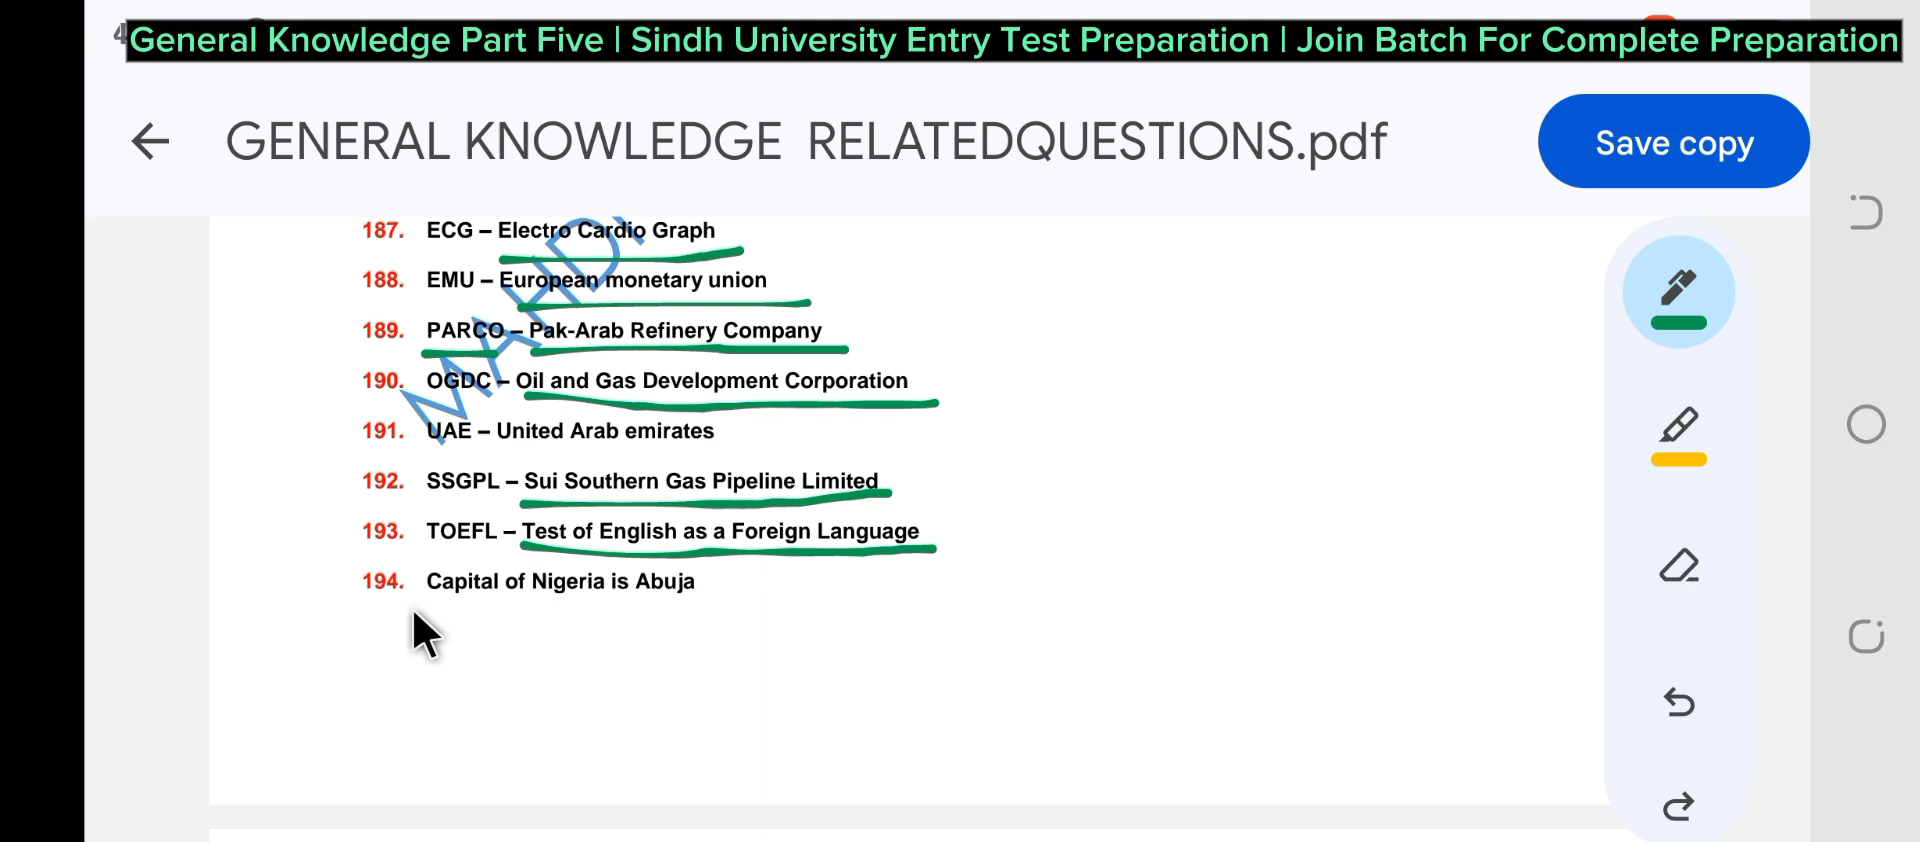 General Knowledge Part Five | Sindh University Entry Test Preparation | Join Batch For Complete Preparation
GENERAL KNOWLEDGE RELATEDQUESTIONS.pdf
Save copy
187. ECG – Electro Cardio Graph
188. EMU – European monetary union
189. PARCO – Pak-Arab Refinery Company
190. OGDC – Oil and Gas Development Corporation
191. UAE – United Arab emirates
192. SSGPL – Sui Southern Gas Pipeline Limited
193. TOEFL – Test of English as a Foreign Language
194. Capital of Nigeria is Abuja
MAHDI